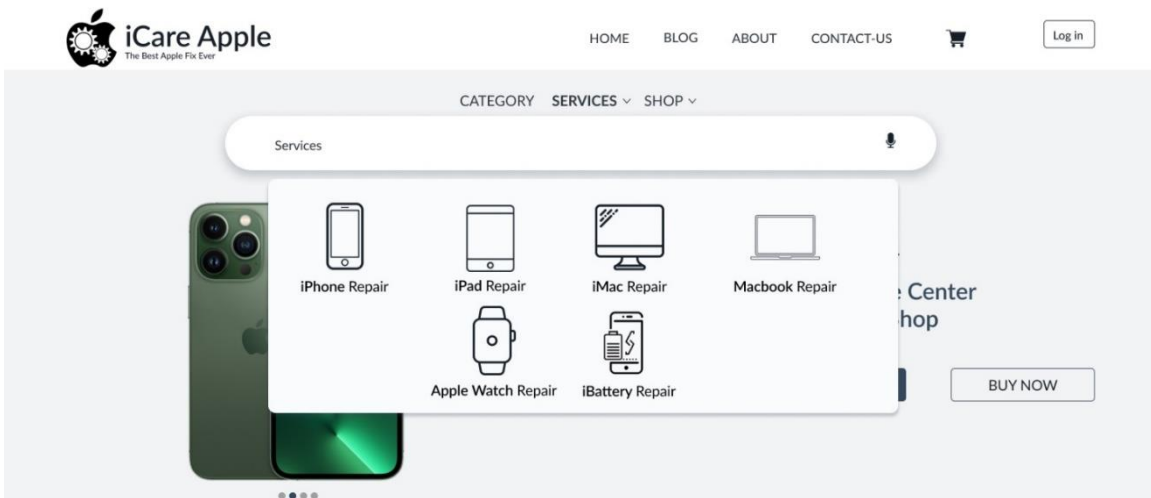 iCare Apple
The Best Apple Fix Ever
HOME BLOG ABOUT CONTACT-US
Log in
CATEGORY SERVICES SHOP
Services
iPhone Repair iPad Repair iMac Repair Macbook Repair
Center
Apple Watch Repair iBattery Repair
BUY NOW